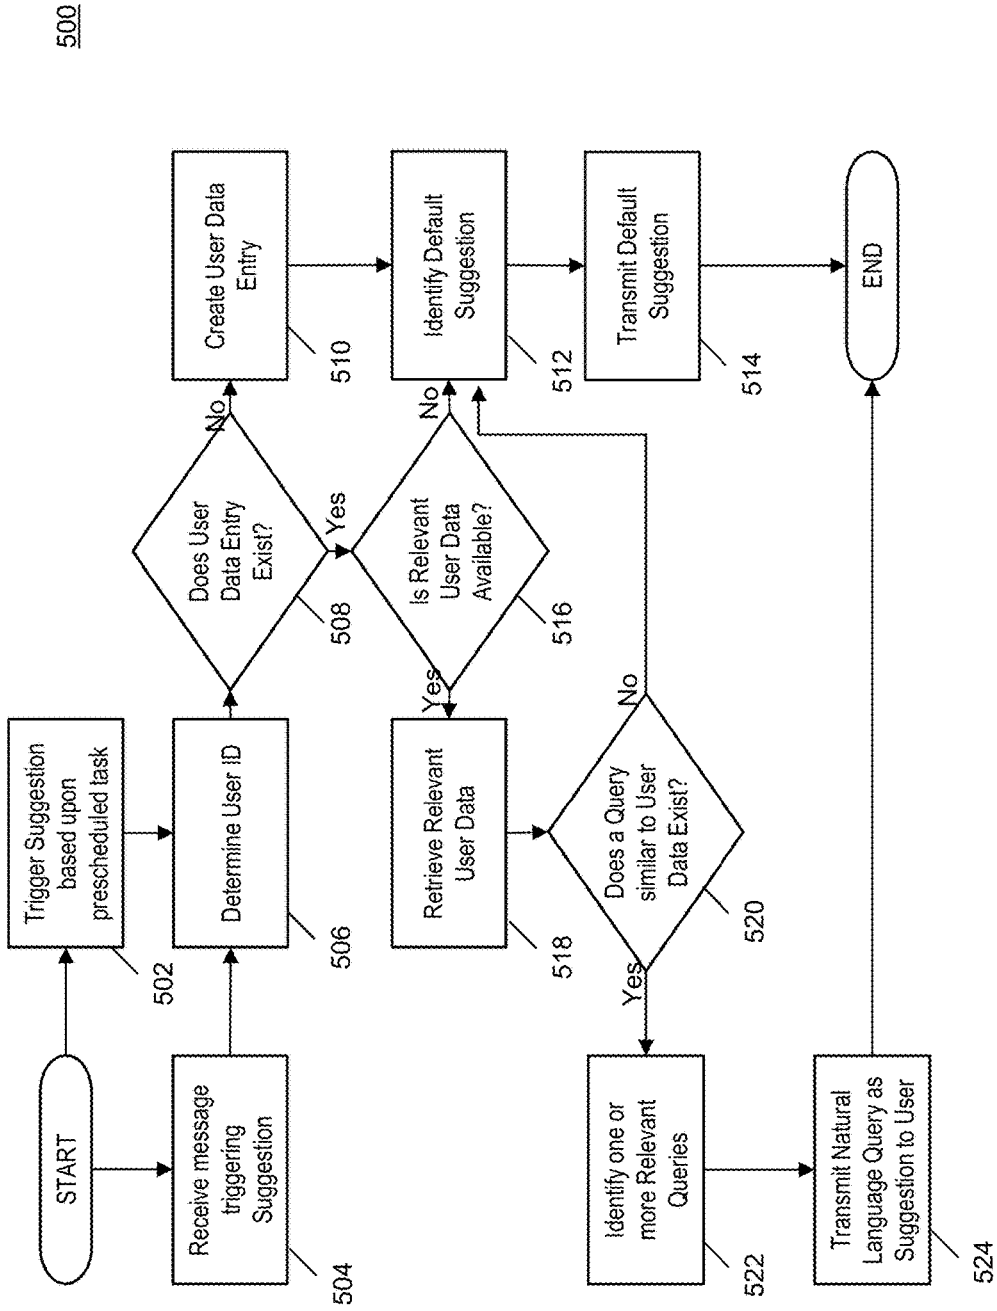 500
START
Trigger Suggestion
based upon
prescheduled task
502
Receive message
triggering
Suggestion
504
Determine User ID
506
Does User
Data Entry
Exist?
508
No
Yes
Create User Data
Entry
510
Is Relevant
User Data
Available?
516
No
Yes
Identify Default
Suggestion
512
Transmit Default
Suggestion
514
Retrieve Relevant
User Data
518
Does a Query
similar to User
Data Exist?
520
No
Yes
Identify one or
more Relevant
Queries
522
Transmit Natural
Language Query as
Suggestion to User
524
END